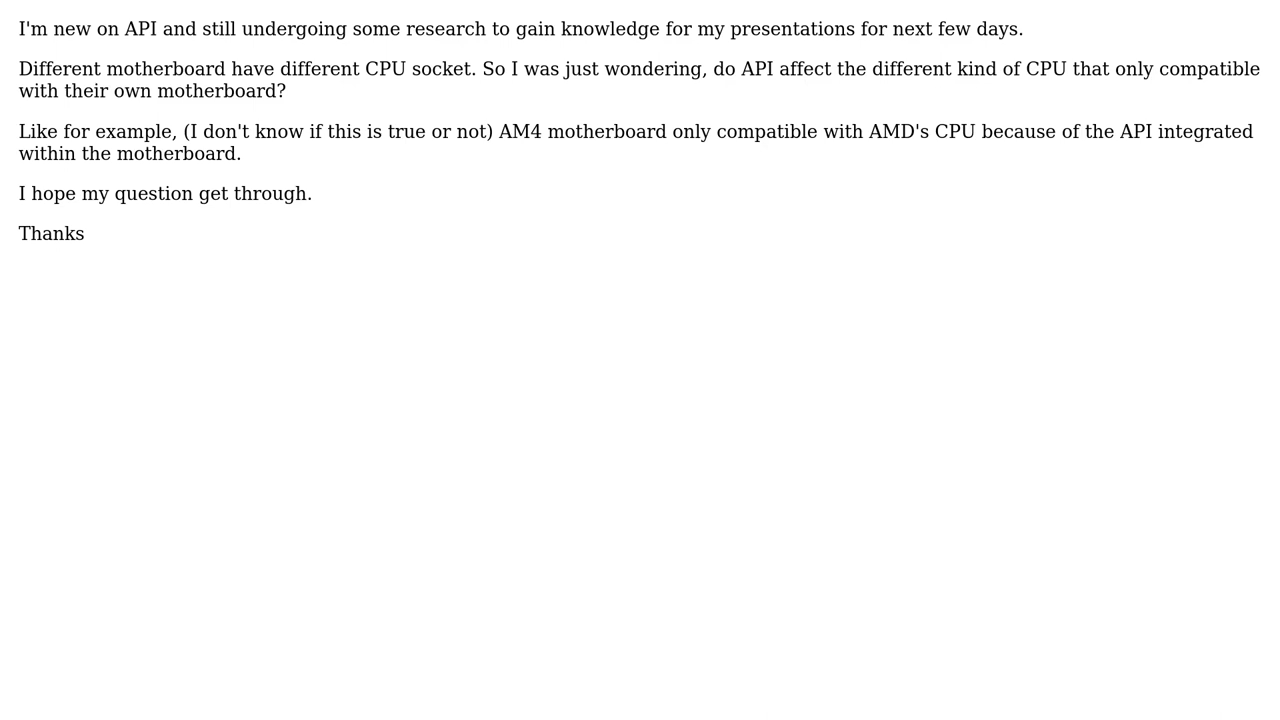 I'm new on API and still undergoing some research to gain knowledge for my presentations for next few days.
Different motherboard have different CPU socket. So I was just wondering, do API affect the different kind of CPU that only compatible
with their own motherboard?
Like for example, (I don't know if this is true or not) AM4 motherboard only compatible with AMD's CPU because of the API integrated
within the motherboard.
I hope my question get through.
Thanks